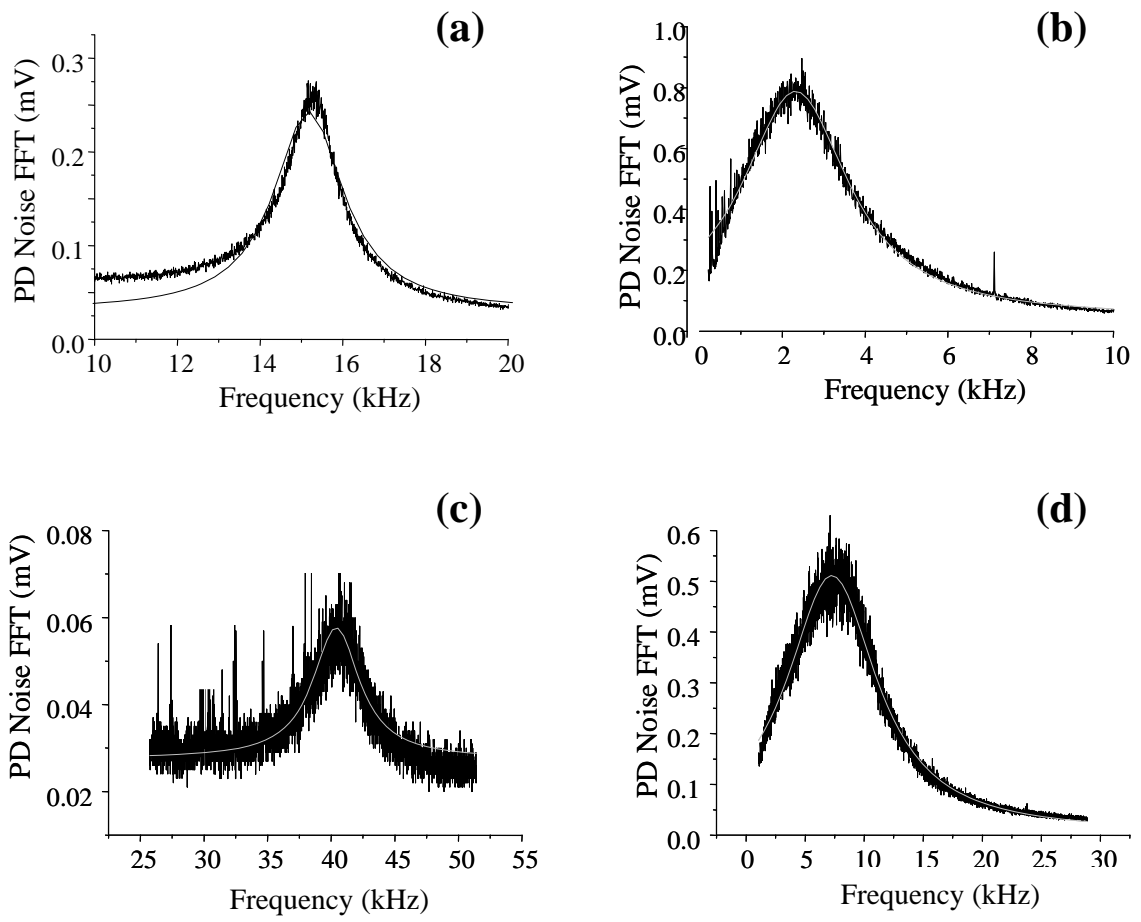 (a)
PD Noise FFT (mV)
0.3
0.2
0.1
0.0
10 12 14 16 18 20
Frequency (kHz)
(b)
PD Noise FFT (mV)
1.0
0.8
0.6
0.4
0.2
0.0
0 2 4 6 8 10
Frequency (kHz)
(c)
PD Noise FFT (mV)
0.08
0.06
0.04
0.02
25 30 35 40 45 50 55
Frequency (kHz)
(d)
PD Noise FFT (mV)
0.6
0.5
0.4
0.3
0.2
0.1
0.0
0 5 10 15 20 25 30
Frequency (kHz)